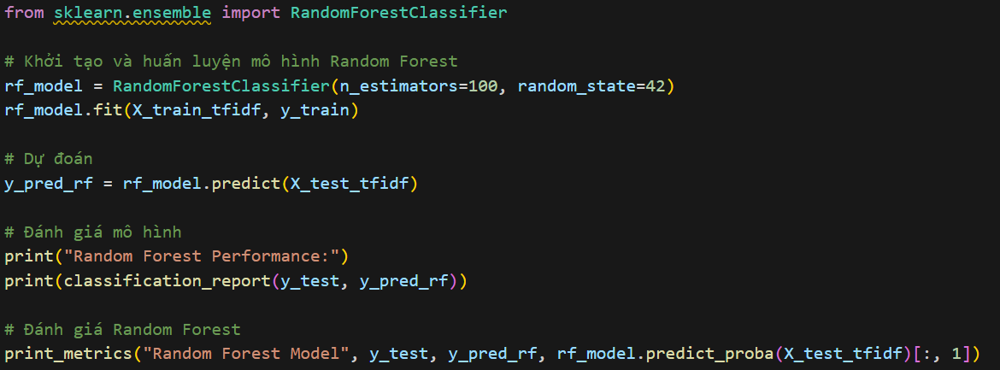 from sklearn.ensemble import RandomForestClassifier
# Khởi tạo và huấn luyện mô hình Random Forest
rf_model = RandomForestClassifier(n_estimators=100, random_state=42)
rf_model.fit(X_train_tfidf, y_train)
# Dự đoán
y_pred_rf = rf_model.predict(X_test_tfidf)
# Đánh giá mô hình
print("Random Forest Performance:")
print(classification_report(y_test, y_pred_rf))
# Đánh giá Random Forest
print_metrics("Random Forest Model", y_test, y_pred_rf, rf_model.predict_proba(X_test_tfidf)[:, 1])